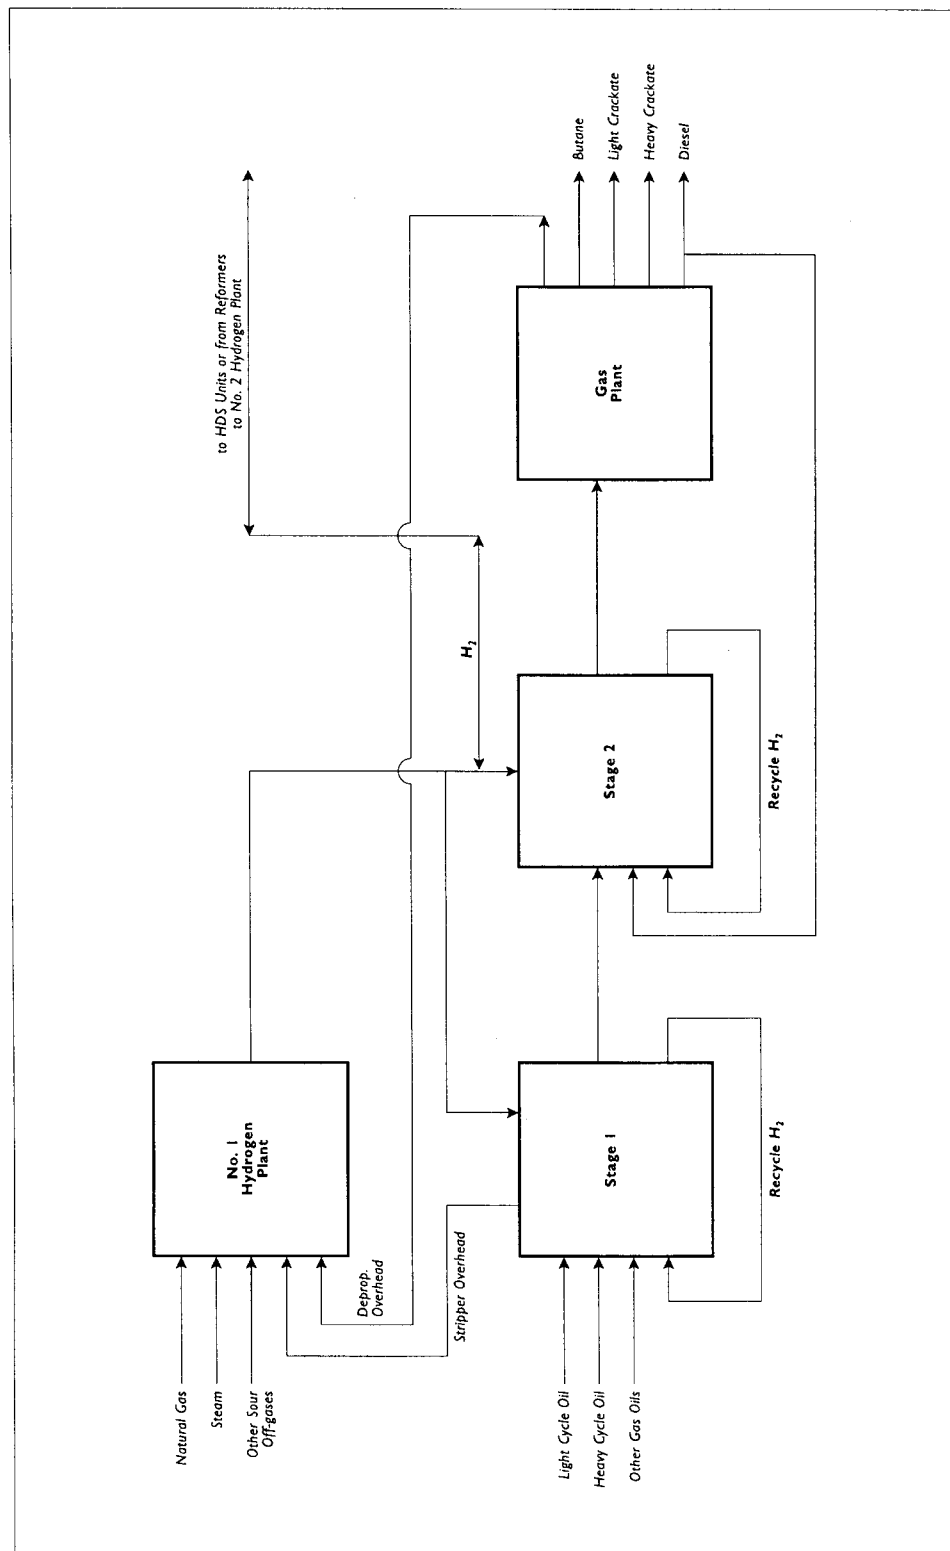 to HDS Units or from Reformers
to No. 2 Hydrogen Plant
Natural Gas
Steam
Other Sour
Off-gases
No. 1
Hydrogen
Plant
Deprop.
Overhead
Stripper Overhead
H₂
Butane
Light Crackate
Heavy Crackate
Diesel
Light Cycle Oil
Heavy Cycle Oil
Other Gas Oils
Stage 1
Stage 2
Gas
Plant
Recycle H₂
Recycle H₂